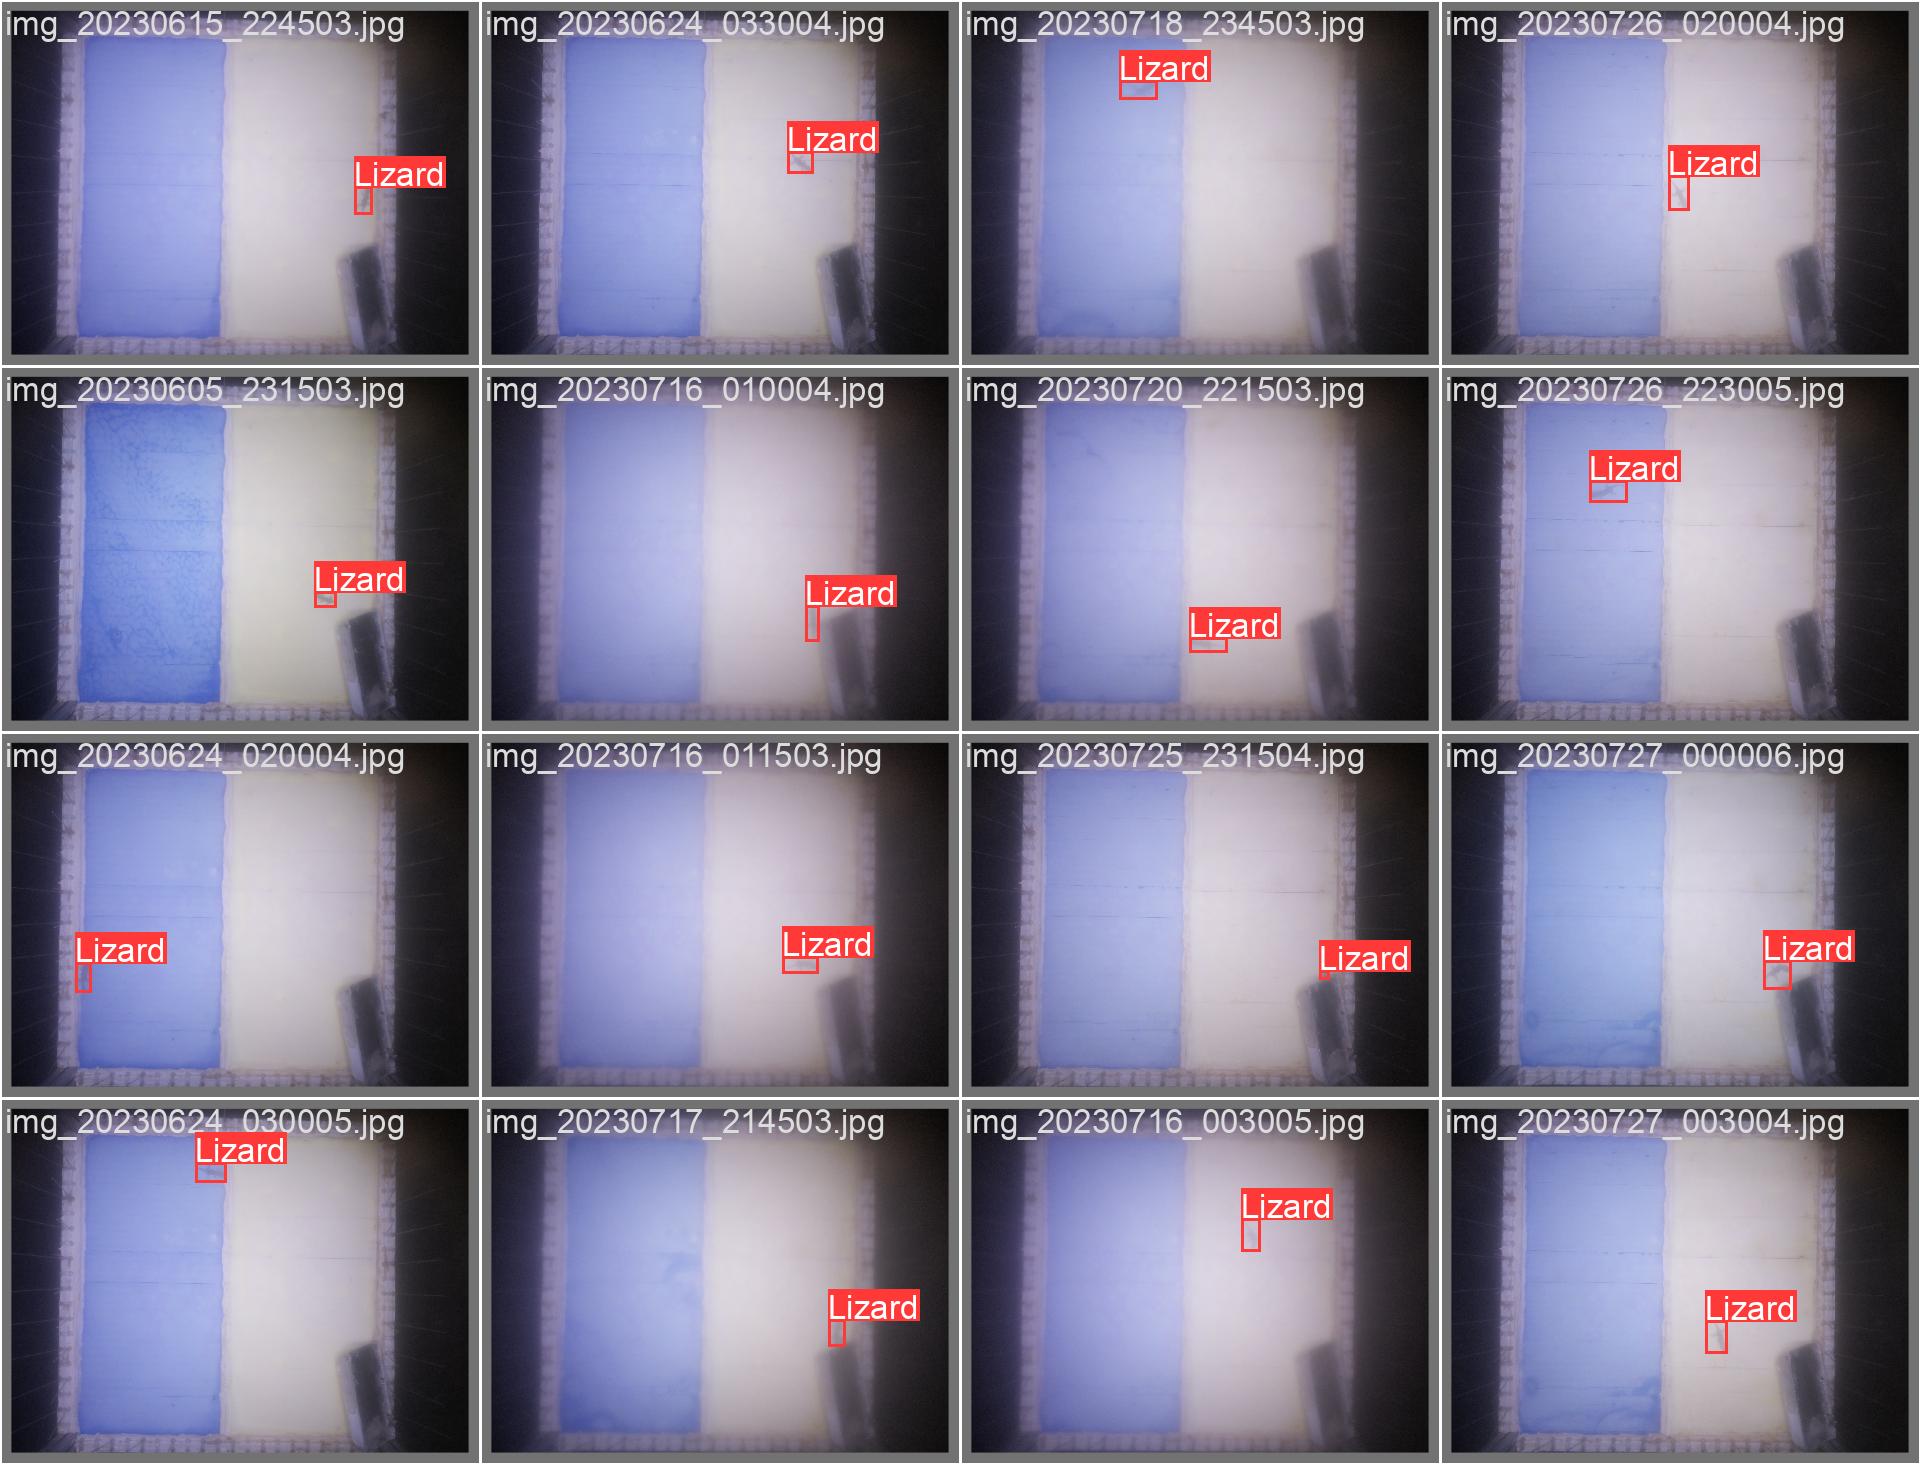 img_20230615_224503.jpg
Lizard
img_20230624_033004.jpg
Lizard
img_20230718_234503.jpg
Lizard
img_20230726_020004.jpg
Lizard
img_20230605_231503.jpg
Lizard
img_20230716_010004.jpg
Lizard
img_20230720_221503.jpg
Lizard
img_20230726_223005.jpg
Lizard
img_20230624_020004.jpg
Lizard
img_20230716_011503.jpg
Lizard
img_20230725_231504.jpg
Lizard
img_20230727_000006.jpg
Lizard
img_20230624_030005.jpg
Lizard
img_20230717_214503.jpg
Lizard
img_20230716_003005.jpg
Lizard
img_20230727_003004.jpg
Lizard